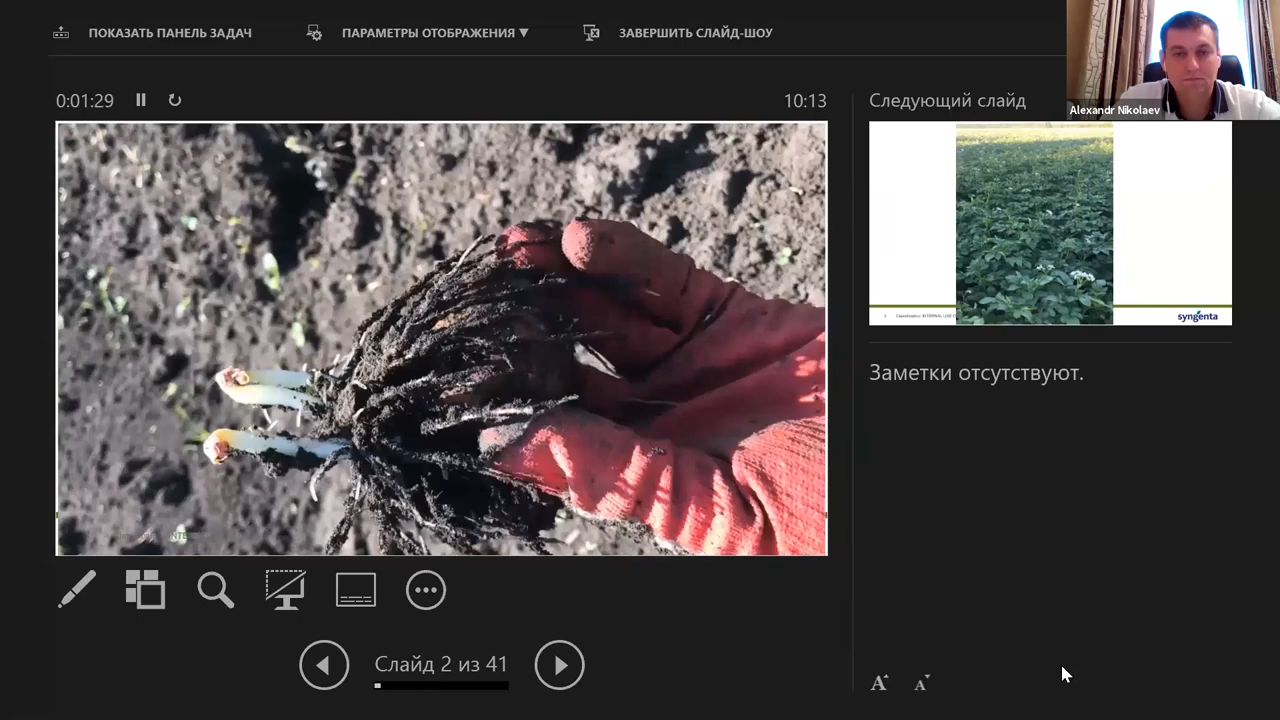 ПОКАЗАТЬ ПАНЕЛЬ ЗАДАЧ
ПАРАМЕТРЫ ОТОБРАЖЕНИЯ ▼
ЗАВЕРШИТЬ СЛАЙД-ШОУ
Alexandr Nikolaev
0:01:29
10:13
Следующий слайд
syngenta
Заметки отсутствуют.
Слайд 2 из 41
A
A